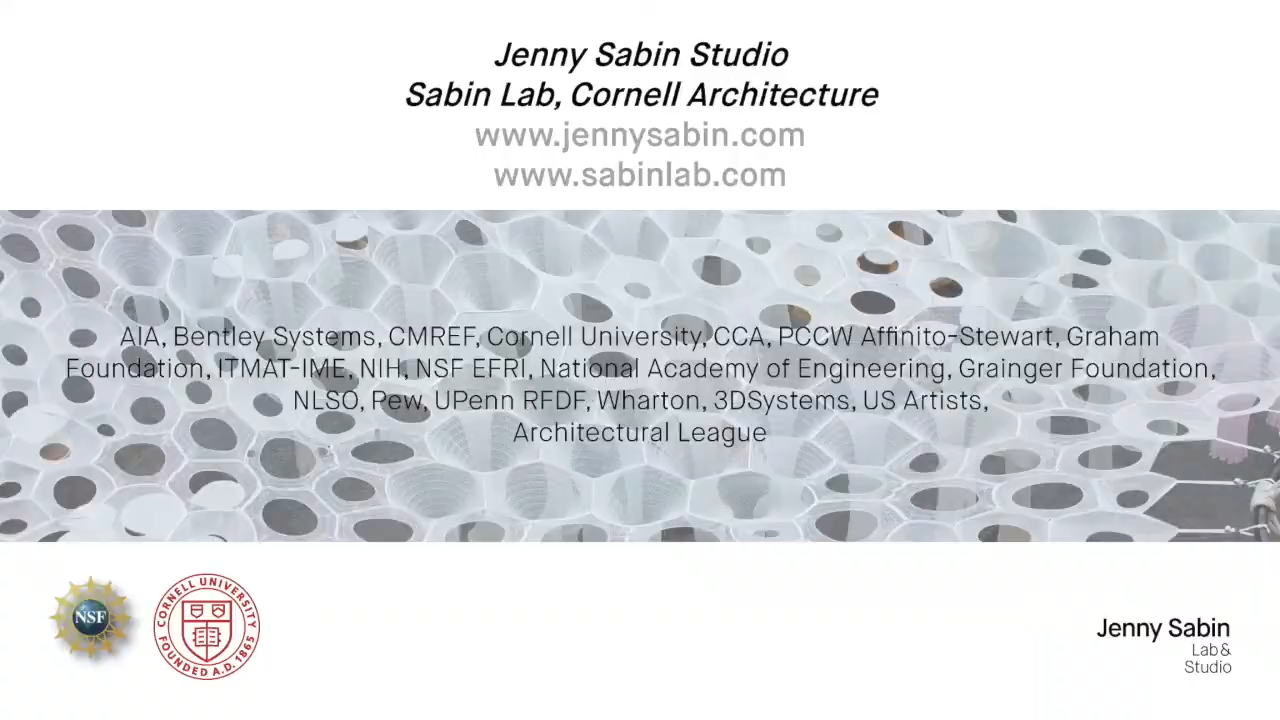 Jenny Sabin Studio
Sabin Lab, Cornell Architecture
www.jennysabin.com
www.sabinlab.com
AIA, Bentley Systems, CMREF, Cornell University, CCA, PCCW Affinito-Stewart, Graham
Foundation, ITMAT-IME, NIH, NSF EFRI, National Academy of Engineering, Grainger Foundation,
NLSO, Pew, UPenn RFDF, Wharton, 3DSystems, US Artists,
Architectural League
NSF
CORNELL UNIVERSITY
FOUNDED A.D. 1865
Jenny Sabin
Lab &
Studio